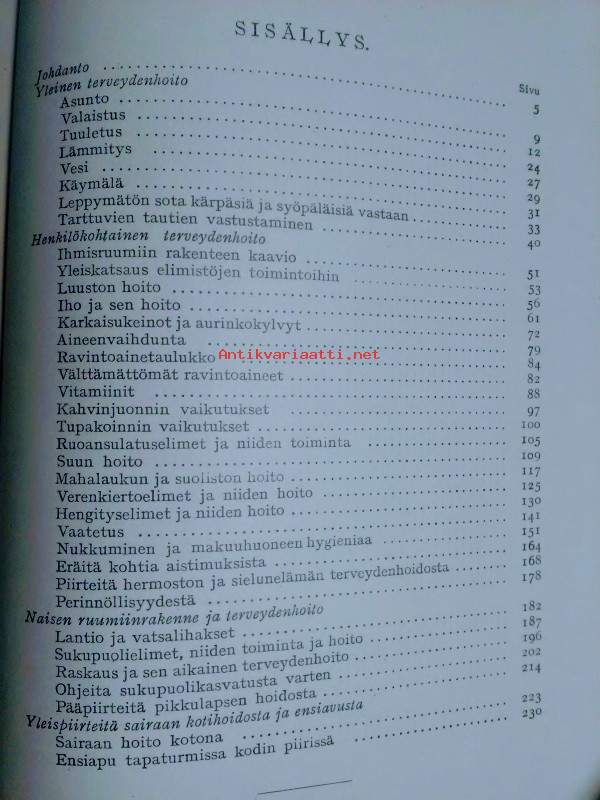 SISÄLLYS.
Sivu
Johdanto 5
Yleinen terveydenhoito
Asunto 9
Valaistus 12
Tuuletus 24
Lämmitys 27
Vesi 29
Käymälä 31
Leppymätön sota kärpäsiä ja syöpäläisiä vastaan 33
Tarttuvien tautien vastustaminen 40
Henkilökohtainen terveydenhoito
Ihmisruumiin rakenteen kaavio 51
Yleiskatsaus elimistöjen toimintoihin 53
Luuston hoito 56
Iho ja sen hoito 61
Karkaisukeinot ja aurinkokylvyt 72
Aineenvaihdunta 79
Ravintoainetaulukko 84
Antikvariaatti.net
Välttämättömät ravintoaineet 82
Vitamiinit 88
Kahvinjuonnin vaikutukset 97
Tupakoinnin vaikutukset 100
Ruoansulatuselimet ja niiden toiminta 105
Suun hoito 109
Mahalaukun ja suoliston hoito 117
Verenkiertoelimet ja niiden hoito 125
Hengityselimet ja niiden hoito 130
Vaatetus 141
Nukkuminen ja makuuhuoneen hygieniaa 151
Eräitä kohtia aistimuksista 164
Piirteitä hermoston ja sielunelämän terveydenhoidosta 168
Perinnöllisyydestä 178
Naisen ruumiinrakenne ja terveydenhoito
Lantio ja vatsalihakset 182
Sukupuolielimet, niiden toiminta ja hoito 187
Raskaus ja sen aikainen terveydenhoito 196
Ohjeita sukupuolikasvatusta varten 202
Pääpiirteitä pikkulapsen hoidosta 214
Yleispiirteitä sairaan kotihoidosta ja ensiavusta
Sairaan hoito kotona 223
Ensiapu tapaturmissa kodin piirissä 230